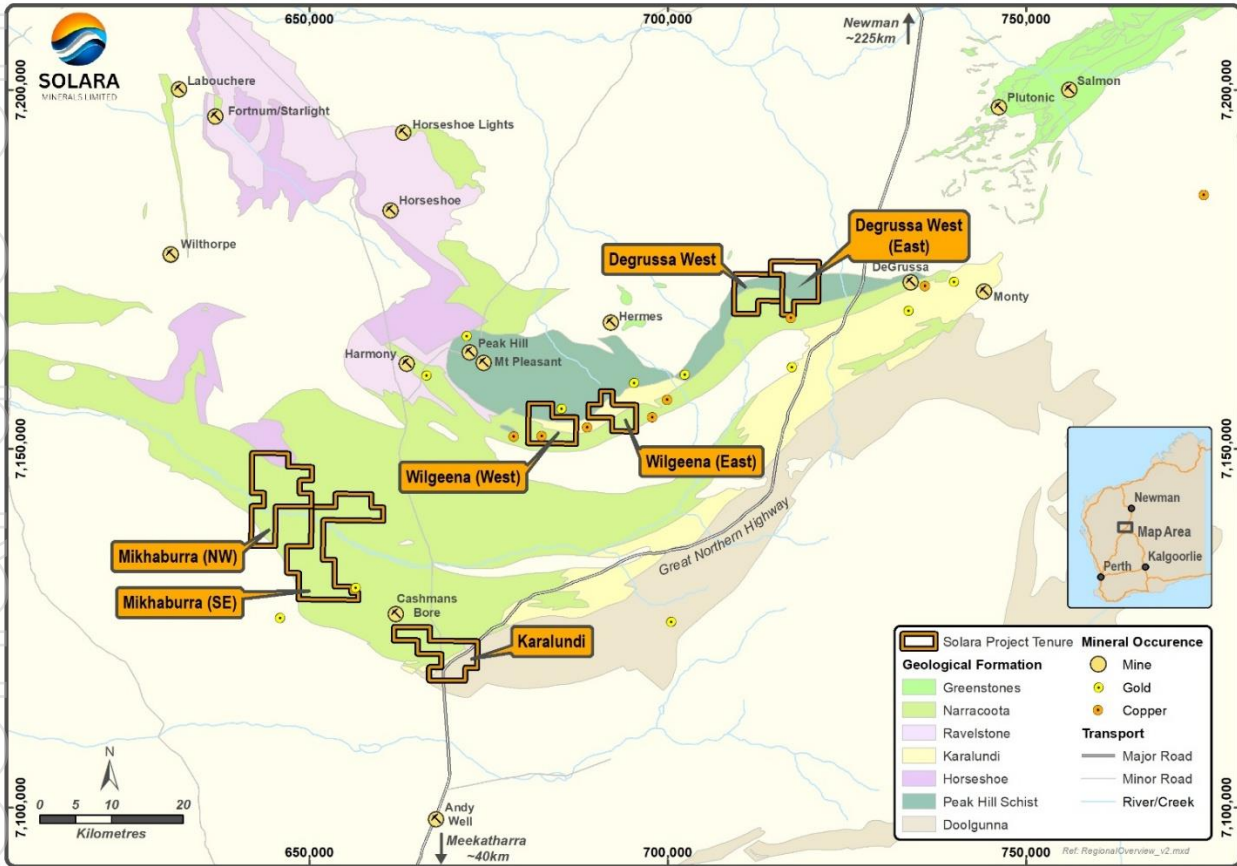 650,000
700,000
750,000
Newman
~225km
SOLARA
MINERALS LIMITED
7,200,000
7,200,000
Labouchere
Fortnum/Starlight
Horseshoe Lights
Salmon
Plutonic
Horseshoe
Wilthorpe
Degrussa West
(East)
Degrussa West
DeGrussa
Monty
Hermes
Peak Hill
Harmony
Mt Pleasant
7,150,000
7,150,000
Wilgeena (West)
Wilgeena (East)
Great Northern Highway
Mikhaburra (NW)
Mikhaburra (SE)
Cashmans
Bore
Karalundi
Newman
Map Area
Kalgoorlie
Perth
Solara Project Tenure
Geological Formation
Greenstones
Narracoota
Ravelstone
Karalundi
Horseshoe
Peak Hill Schist
Doolgunna
Mineral Occurence
Mine
Gold
Copper
Transport
Major Road
Minor Road
River/Creek
N
0 5 10 20
Kilometres
7,100,000
7,100,000
Andy
Well
Meekatharra
~40km
650,000
700,000
750,000
Ref: RegionalOverview_v2.mxd